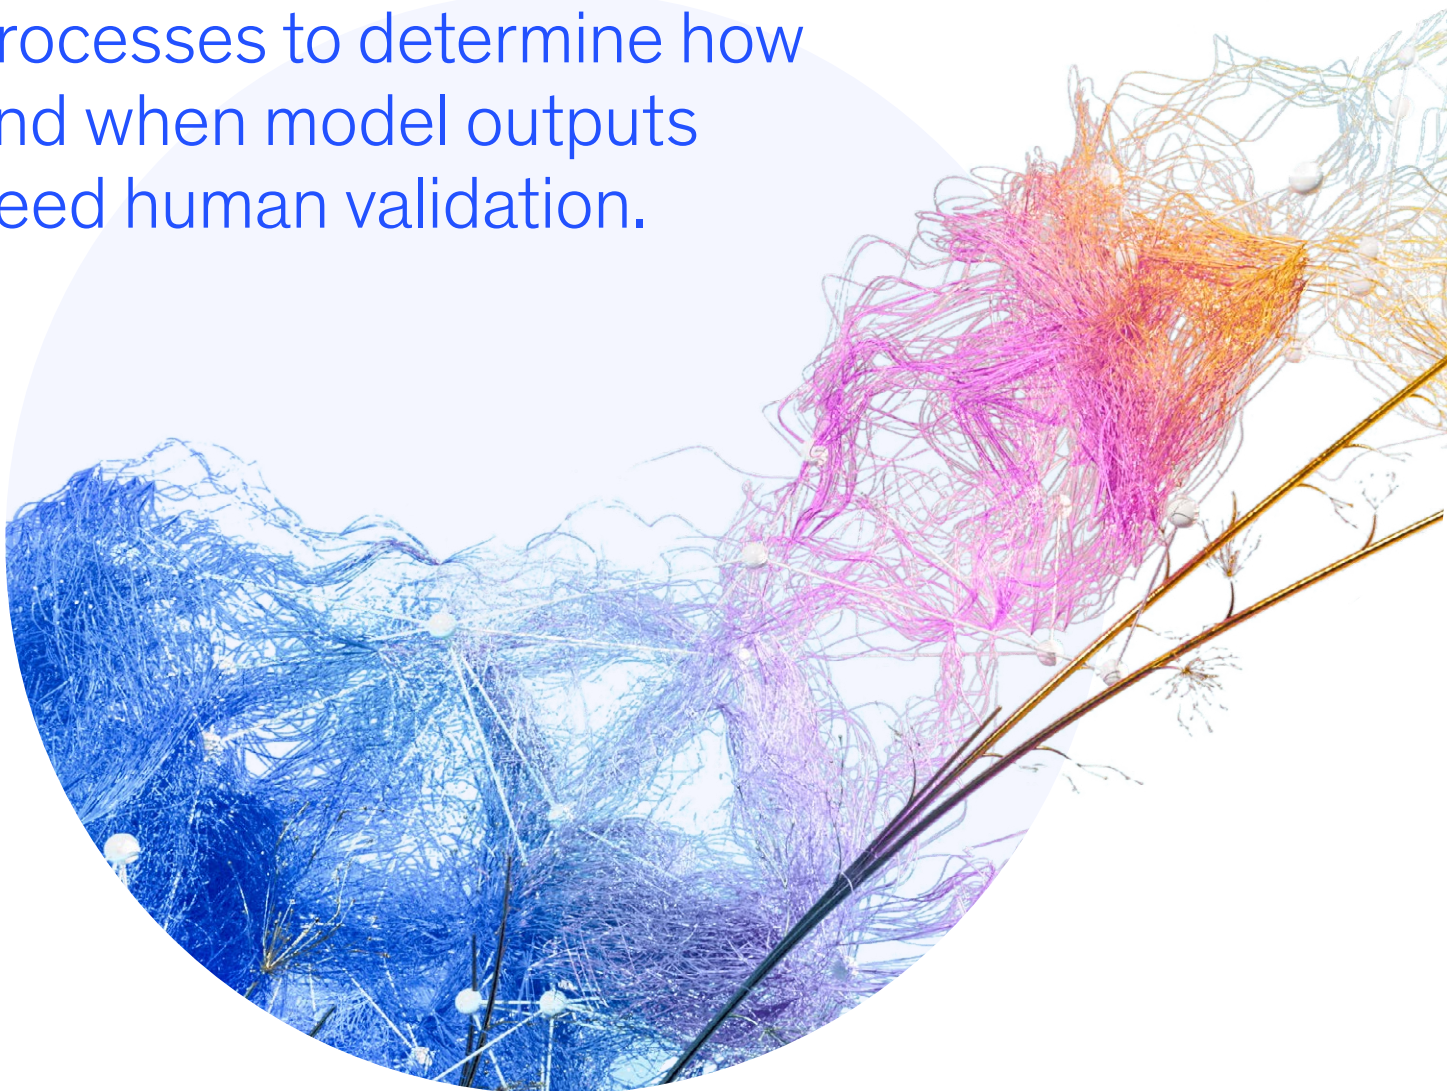 rocesses to determine how
nd when model outputs
eed human validation.